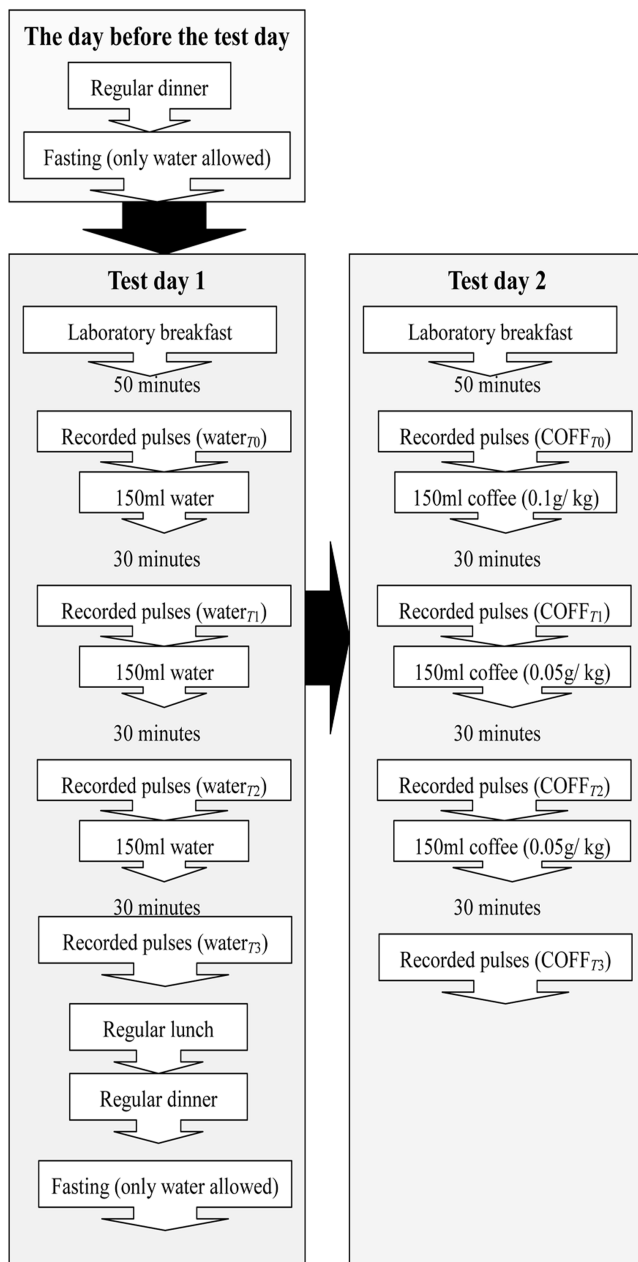 The day before the test day
Regular dinner
Fasting (only water allowed)
Test day 1
Laboratory breakfast
50 minutes
Recorded pulses (waterT0)
150ml water
30 minutes
Recorded pulses (waterT1)
150ml water
30 minutes
Recorded pulses (waterT2)
150ml water
30 minutes
Recorded pulses (waterT3)
Regular lunch
Regular dinner
Fasting (only water allowed)
Test day 2
Laboratory breakfast
50 minutes
Recorded pulses (COFFT0)
150ml coffee (0.1g/ kg)
30 minutes
Recorded pulses (COFFT1)
150ml coffee (0.05g/ kg)
30 minutes
Recorded pulses (COFFT2)
150ml coffee (0.05g/ kg)
30 minutes
Recorded pulses (COFFT3)